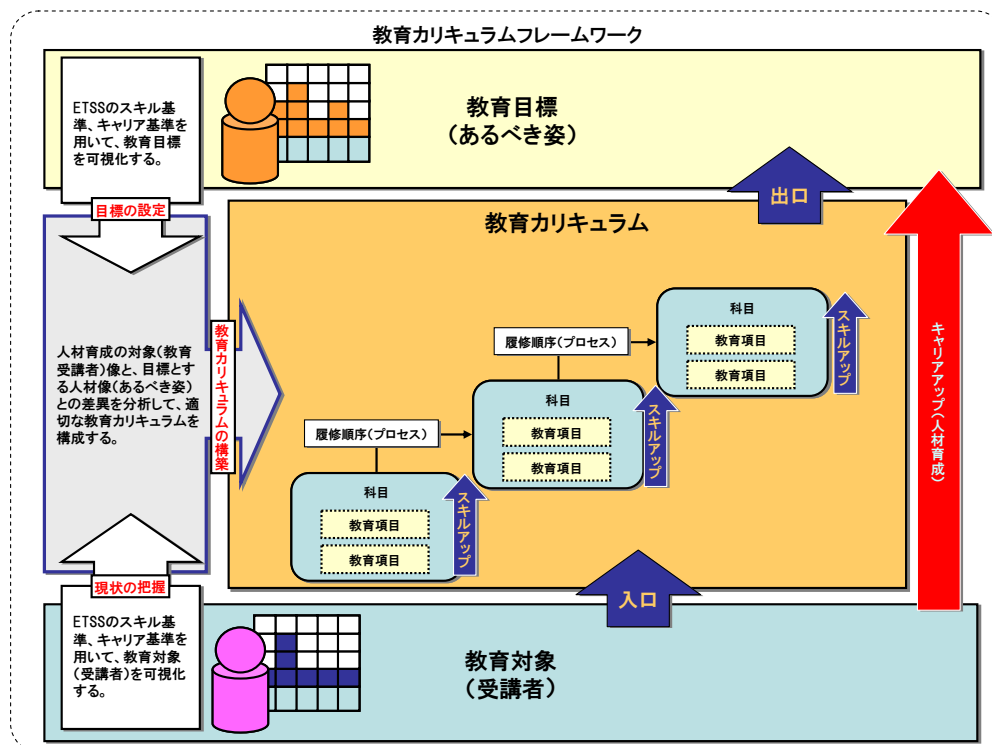 教育カリキュラムフレームワーク
ETSSのスキル基
準、キャリア基準を
用いて、教育目標
を可視化する。
教育目標
(あるべき姿)
目標の設定
出口
教育カリキュラム
人材育成の対象(教育
受講者)像と、目標とす
る人材像(あるべき姿)
との差異を分析して、適
切な教育カリキュラムを
構成する。
教育カリキュラムの構築
科目
教育項目
教育項目
スキルアップ
履修順序(プロセス)
科目
教育項目
教育項目
スキルアップ
履修順序(プロセス)
科目
教育項目
教育項目
スキルアップ
キャリアアップ(人材育成)
現状の把握
入口
ETSSのスキル基
準、キャリア基準を
用いて、教育対象
(受講者)を可視化
する。
教育対象
(受講者)